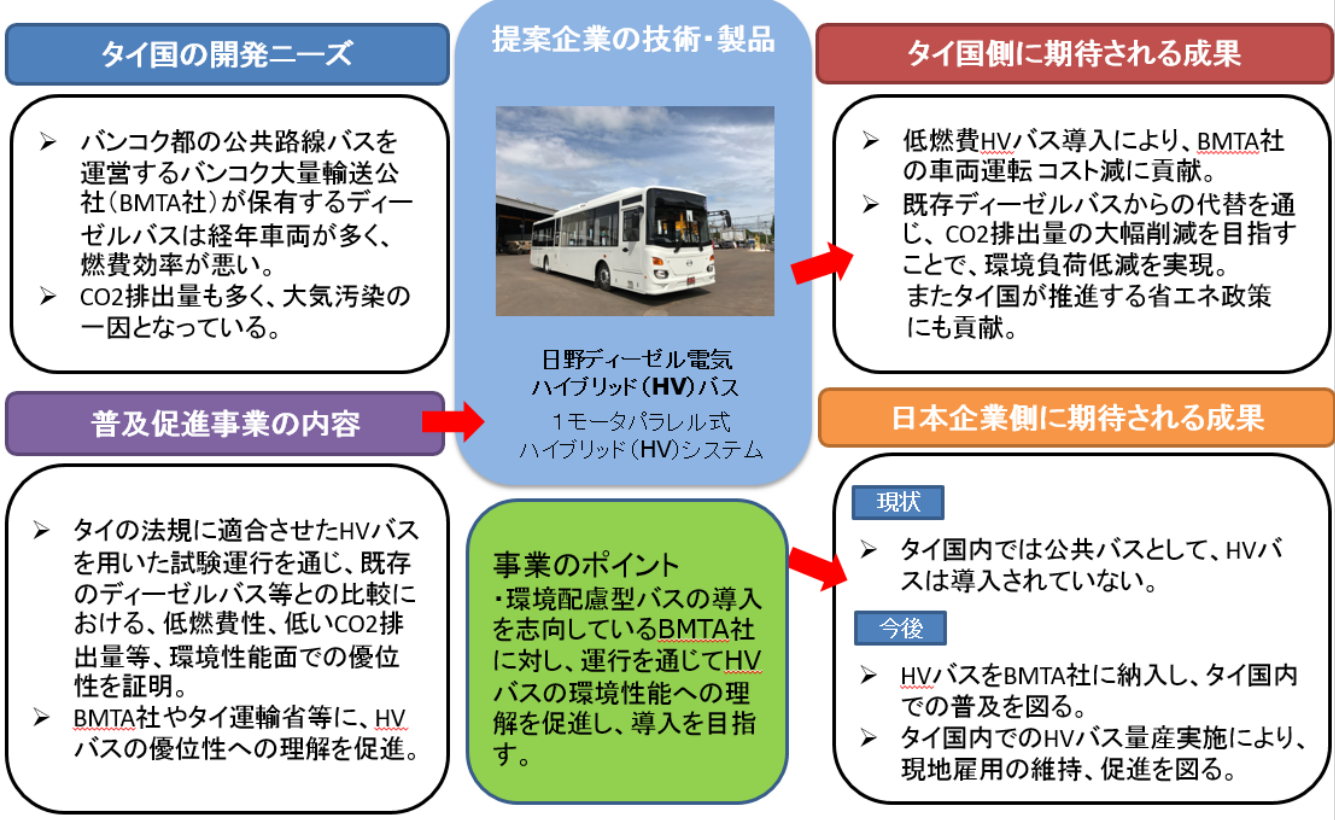 タイ国の開発ニーズ
➢ バンコク都の公共路線バスを
運営するバンコク大量輸送公
社(BMTA社)が保有するディー
ゼルバスは経年車両が多く、
燃費効率が悪い。
➢ CO2排出量も多く、大気汚染の
一因となっている。
普及促進事業の内容
➢ タイの法規に適合させたHVバス
を用いた試験運行を通じ、既存
のディーゼルバス等との比較に
おける、低燃費性、低いCO2排
出量等、環境性能面での優位
性を証明。
➢ BMTA社やタイ運輸省等に、HV
バスの優位性への理解を促進。
提案企業の技術・製品
日野ディーゼル電気
ハイブリッド(HV)バス
1モータパラレル式
ハイブリッド(HV)システム
事業のポイント
・環境配慮型バスの導入
を志向しているBMTA社
に対し、運行を通じてHV
バスの環境性能への理
解を促進し、導入を目指
す。
タイ国側に期待される成果
➢ 低燃費HVバス導入により、BMTA社
の車両運転コスト減に貢献。
➢ 既存ディーゼルバスからの代替を通
じ、CO2排出量の大幅削減を目指す
ことで、環境負荷低減を実現。
またタイ国が推進する省エネ政策
にも貢献。
日本企業側に期待される成果
現状
➢ タイ国内では公共バスとして、HVバ
スは導入されていない。
今後
➢ HVバスをBMTA社に納入し、タイ国内
での普及を図る。
➢ タイ国内でのHVバス量産実施により、
現地雇用の維持、促進を図る。